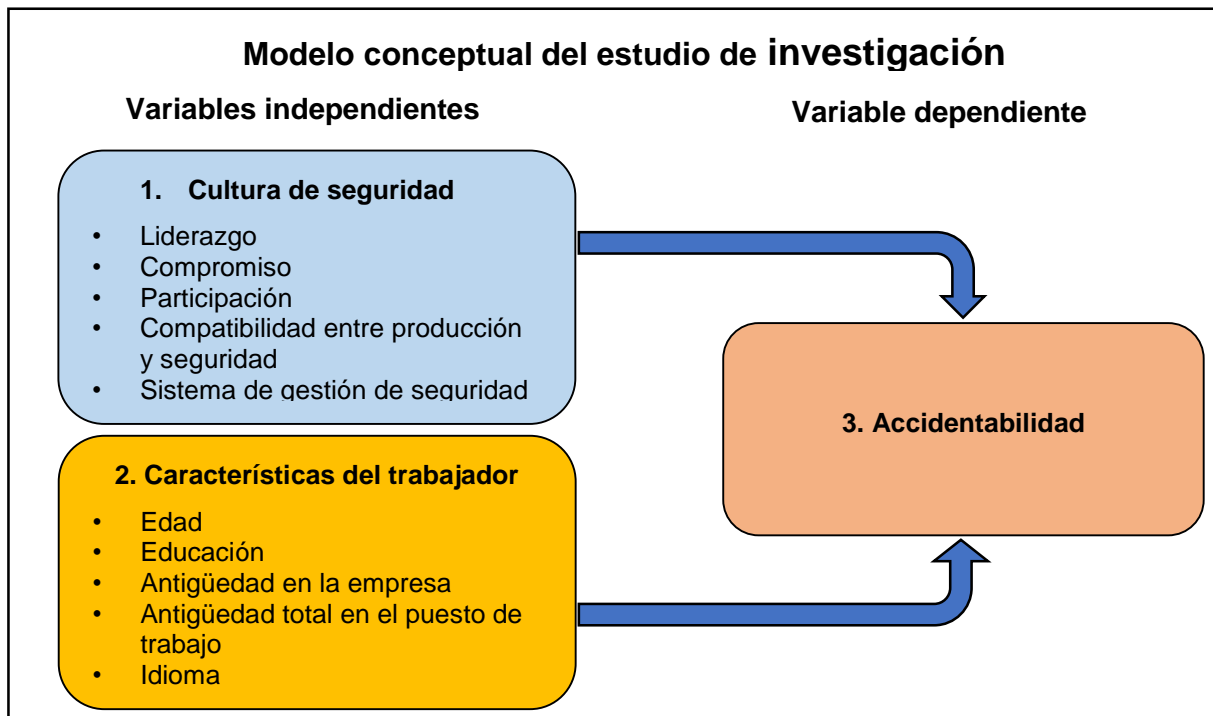 Modelo conceptual del estudio de investigación
Variables independientes
Variable dependiente
1. Cultura de seguridad
• Liderazgo
• Compromiso
• Participación
• Compatibilidad entre producción
y seguridad
• Sistema de gestión de seguridad
2. Características del trabajador
• Edad
• Educación
• Antigüedad en la empresa
• Antigüedad total en el puesto de
trabajo
• Idioma
3. Accidentabilidad